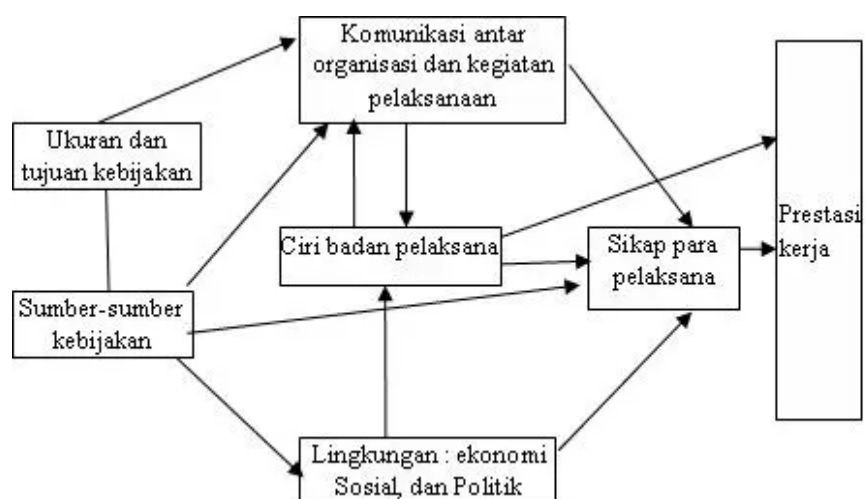 Komunikasi antar
organisasi dan kegiatan
pelaksanaan
Ukuran dan
tujuan kebijakan
Ciri badan pelaksana
Sikap para
pelaksana
Prestasi
kerja
Sumber-sumber
kebijakan
Lingkungan : ekonomi
Sosial, dan Politik